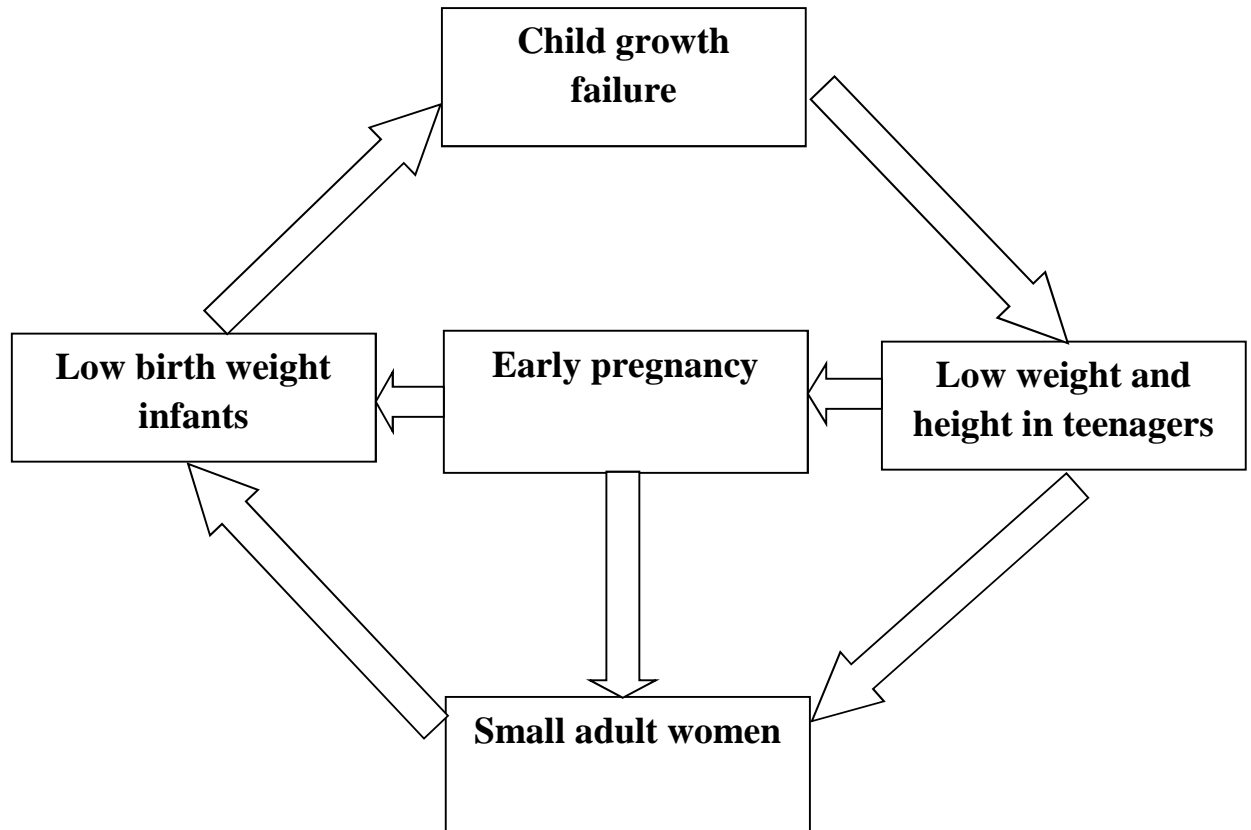 Child growth
failure
Low birth weight
infants
Early pregnancy
Low weight and
height in teenagers
Small adult women